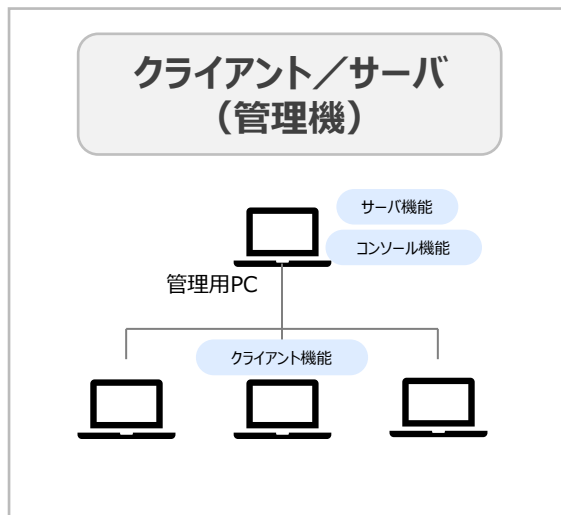 クライアント／サーバ
（管理機）
サーバ機能
コンソール機能
管理用PC
クライアント機能